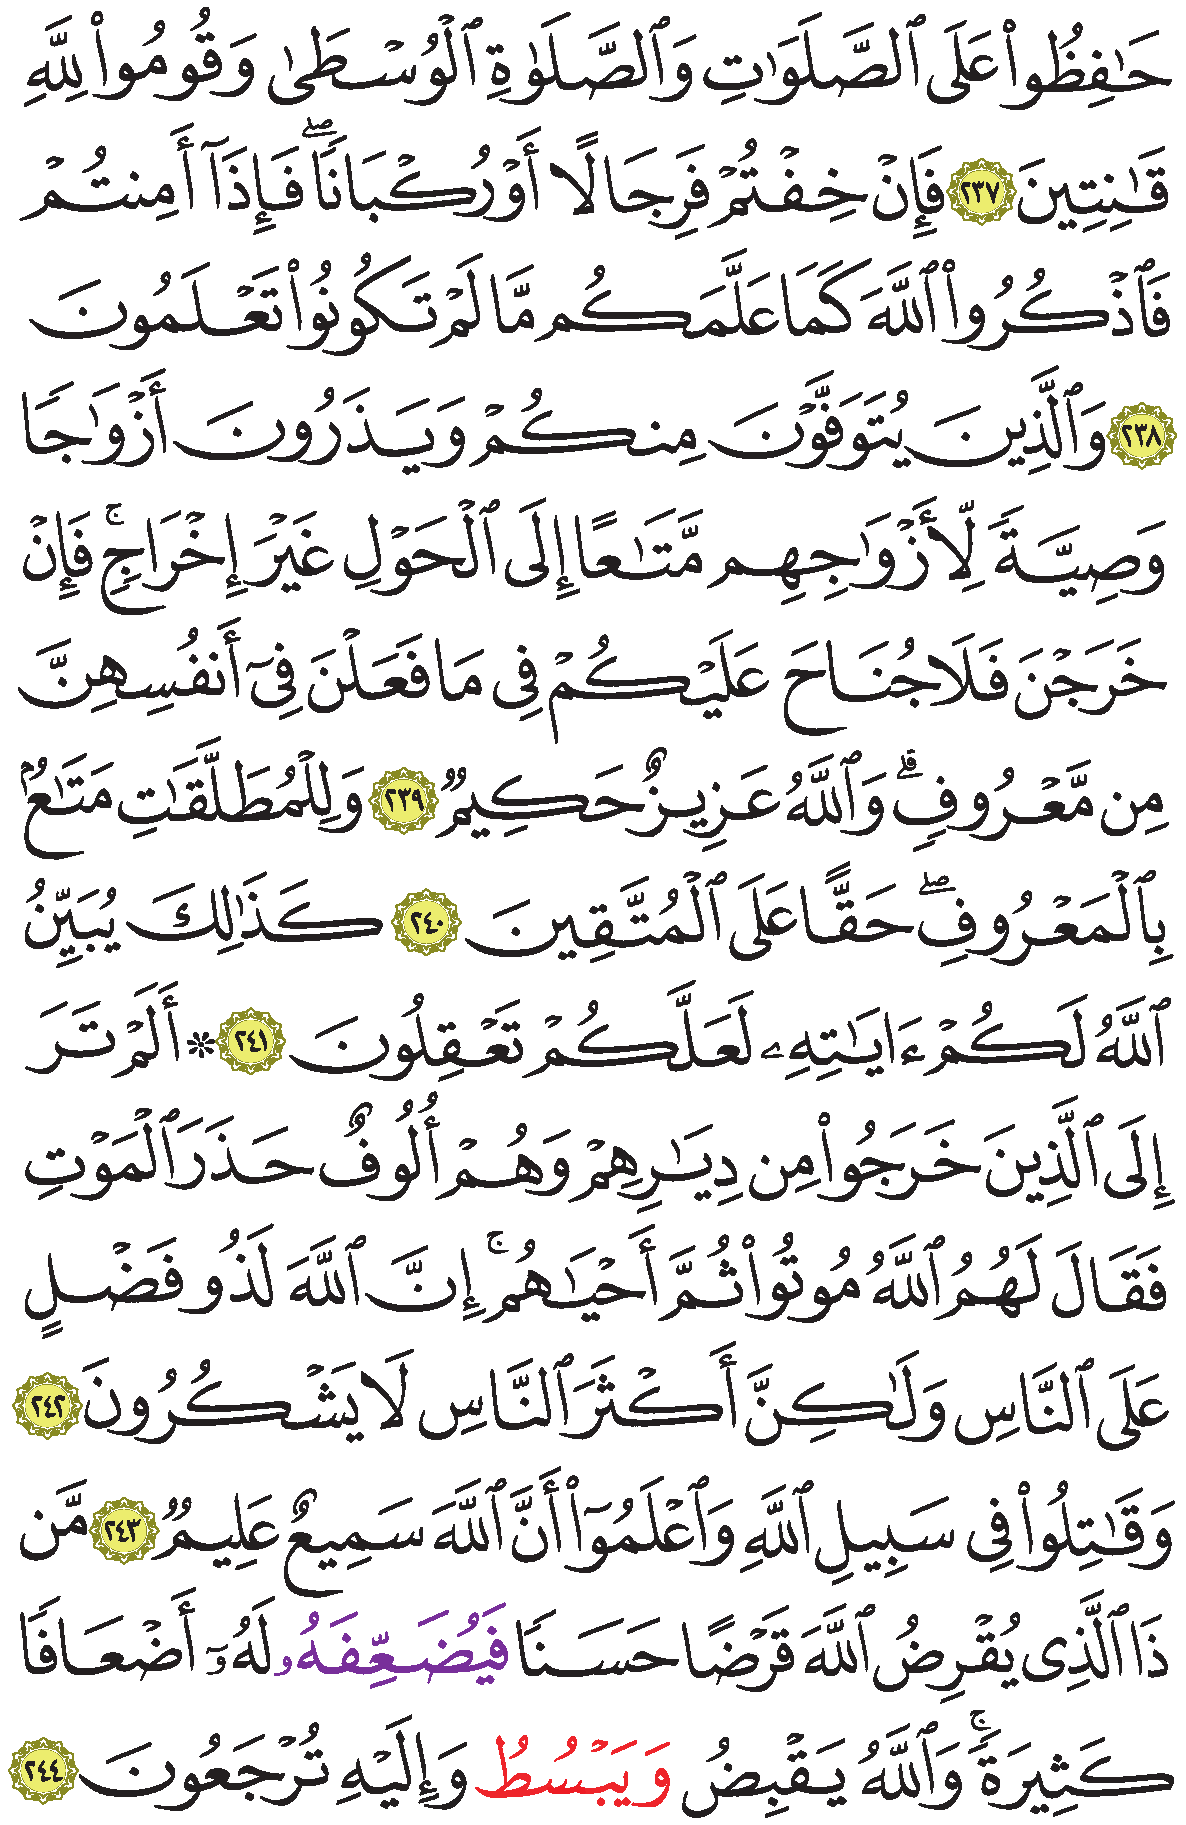 حَـٰفِظُوا۟ عَلَى ٱلصَّلَوَٰتِ وَٱلصَّلَوٰةِ ٱلْوُسْطَىٰ وَقُومُوا۟ لِلَّهِ
قَـٰنِتِينَ ٢٣٧ فَإِنْ خِفْتُمْ فَرِجَالًا أَوْ رُكْبَانًا ۖ فَإِذَآ أَمِنتُمْ
فَٱذْكُرُوا۟ ٱللَّهَ كَمَا عَلَّمَكُم مَّا لَمْ تَكُونُوا۟ تَعْلَمُونَ
٢٣٨ وَٱلَّذِينَ يُتَوَفَّوْنَ مِنكُمْ وَيَذَرُونَ أَزْوَٰجًا
وَصِيَّةً لِّأَزْوَٰجِهِم مَّتَـٰعًا إِلَى ٱلْحَوْلِ غَيْرَ إِخْرَاجٍ ۚ فَإِنْ
خَرَجْنَ فَلَا جُنَاحَ عَلَيْكُمْ فِى مَا فَعَلْنَ فِىٓ أَنفُسِهِنَّ
مِن مَّعْرُوفٍ ۗ وَٱللَّهُ عَزِيزٌ حَكِيمٌ ٢٣٩ وَلِلْمُطَلَّقَـٰتِ مَتَـٰعٌۢ
بِٱلْمَعْرُوفِ ۖ حَقًّا عَلَى ٱلْمُتَّقِينَ ٢٤٠ كَذَٰلِكَ يُبَيِّنُ
ٱللَّهُ لَكُمْ ءَايَـٰتِهِۦ لَعَلَّكُمْ تَعْقِلُونَ ٢٤١ * أَلَمْ تَرَ
إِلَى ٱلَّذِينَ خَرَجُوا۟ مِن دِيَـٰرِهِمْ وَهُمْ أُلُوفٌ حَذَرَ ٱلْمَوْتِ
فَقَالَ لَهُمُ ٱللَّهُ مُوتُوا۟ ثُمَّ أَحْيَـٰهُمْ ۚ إِنَّ ٱللَّهَ لَذُو فَضْلٍ
عَلَى ٱلنَّاسِ وَلَـٰكِنَّ أَكْثَرَ ٱلنَّاسِ لَا يَشْكُرُونَ ٢٤٢
وَقَـٰتِلُوا۟ فِى سَبِيلِ ٱللَّهِ وَٱعْلَمُوٓا۟ أَنَّ ٱللَّهَ سَمِيعٌ عَلِيمٌ ٢٤٣ مَّن
ذَا ٱلَّذِى يُقْرِضُ ٱللَّهَ قَرْضًا حَسَنًا فَيُضَعِّفَهُۥ لَهُۥٓ أَضْعَافًا
كَثِيرَةً ۚ وَٱللَّهُ يَقْبِضُ وَيَبْسُطُ وَإِلَيْهِ تُرْجَعُونَ ٢٤٤